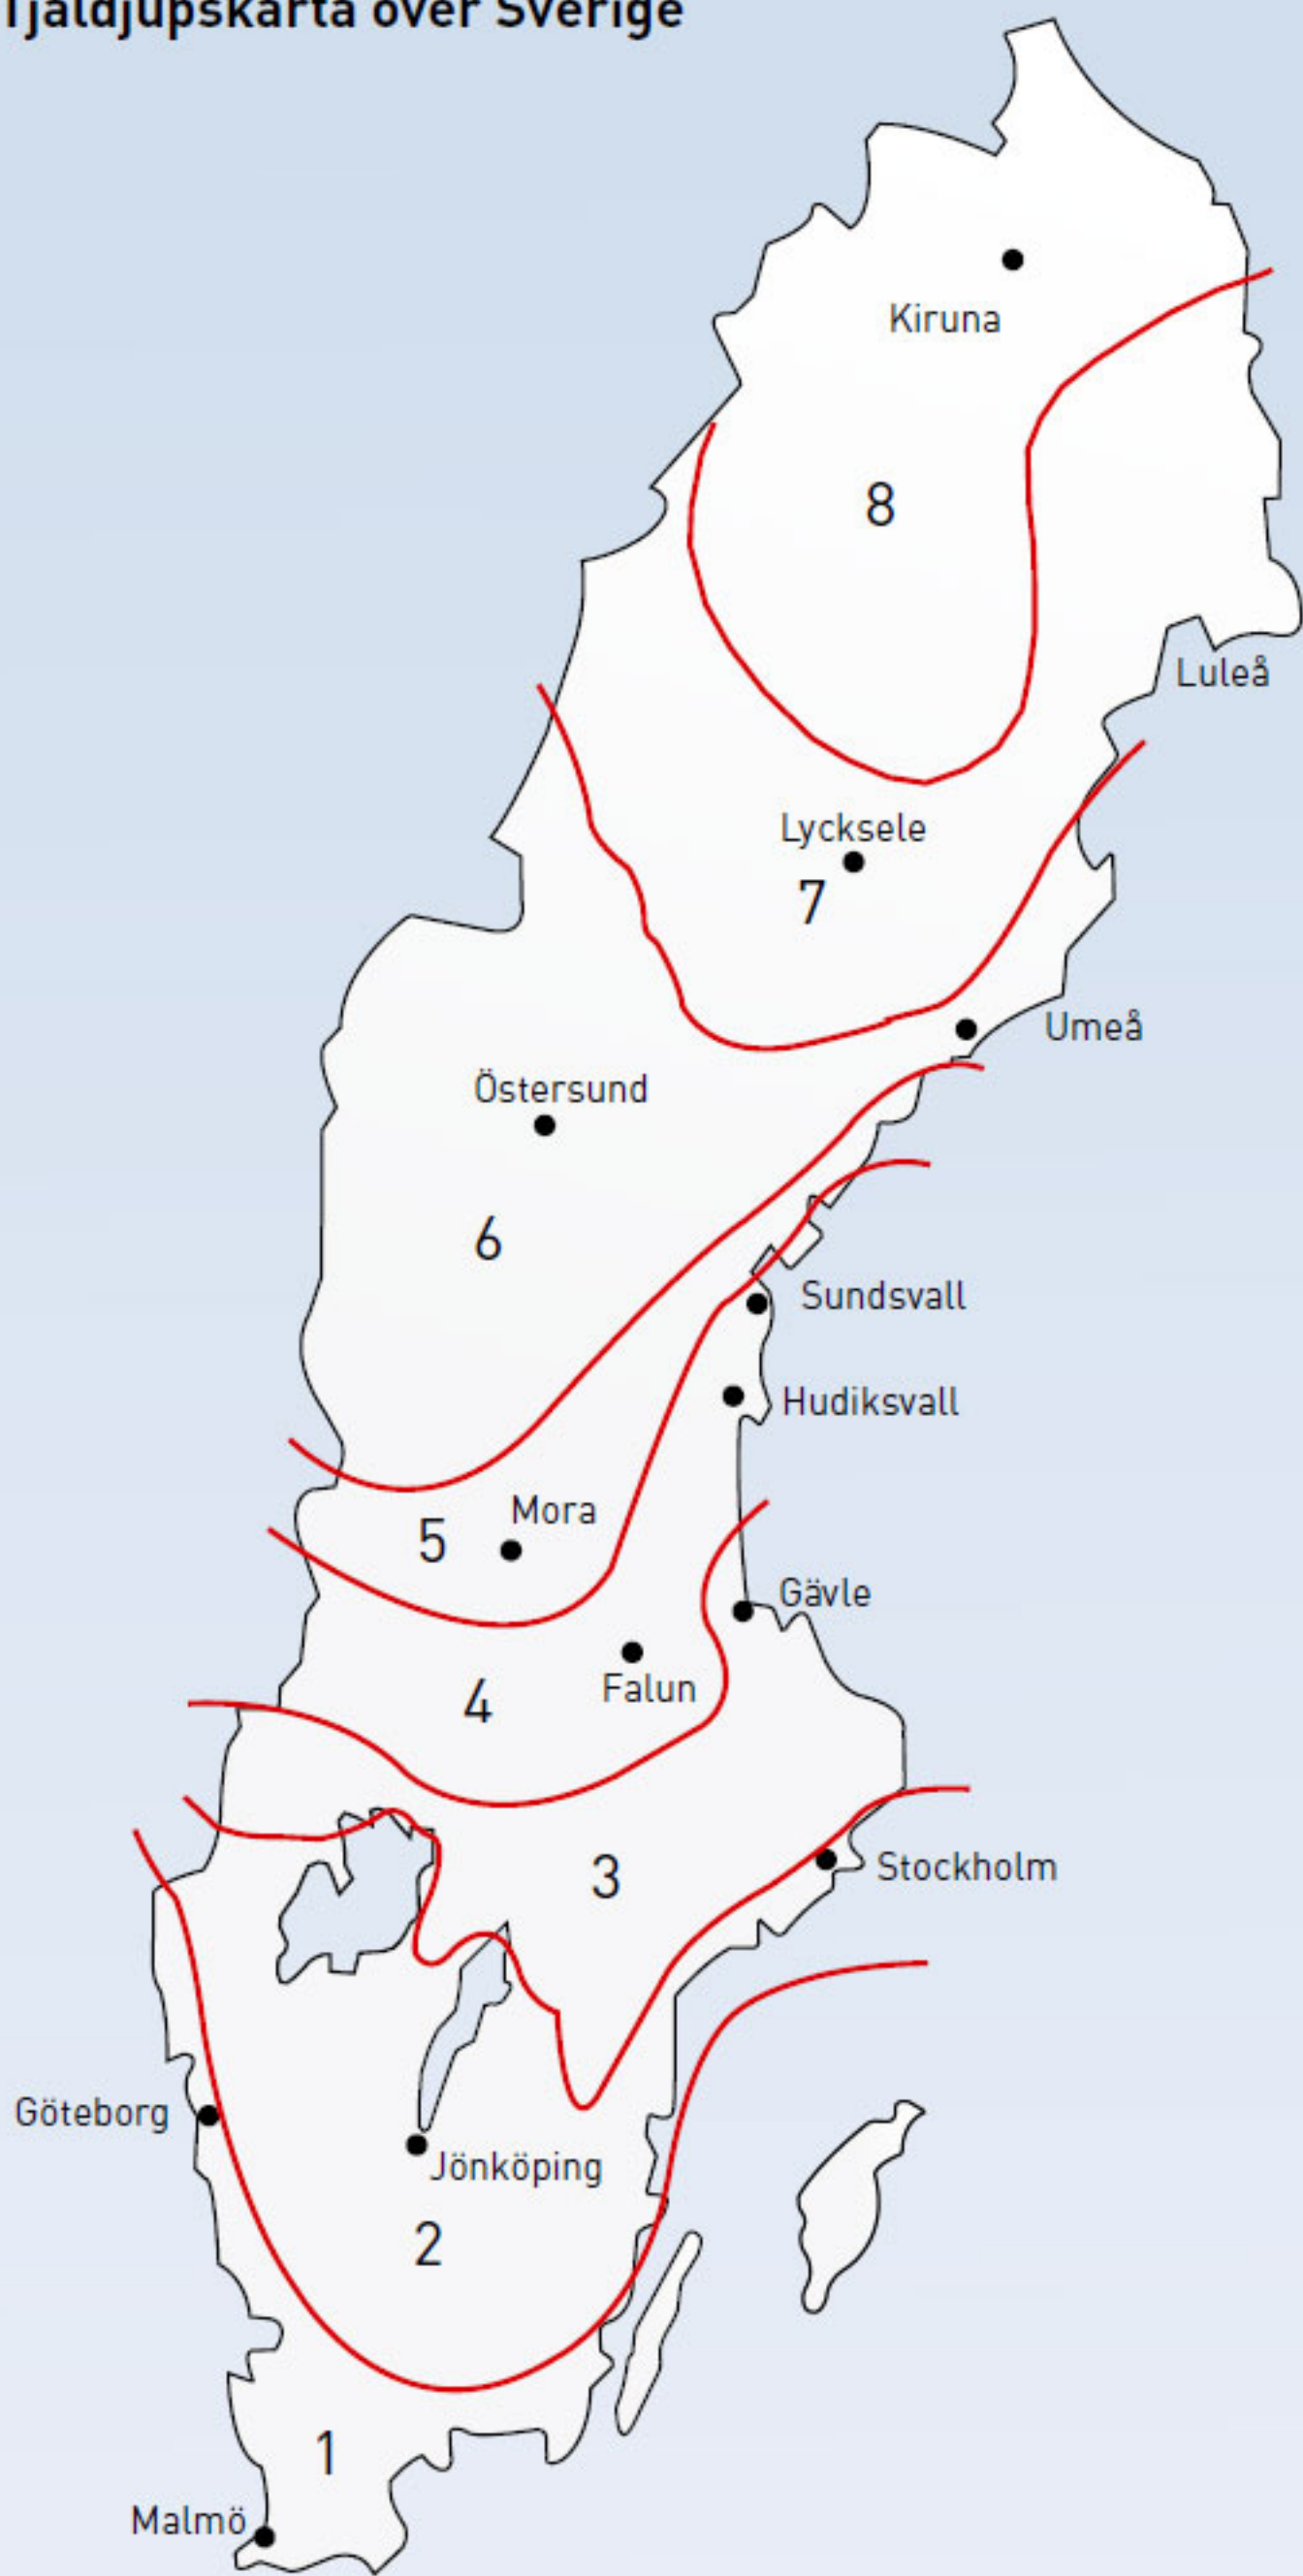 Tjäldjupskarta över Sverige
Kiruna
8
Luleå
Lycksele
7
Umeå
Östersund
6
Sundsvall
Hudiksvall
Mora
5
Gävle
Falun
4
3
Stockholm
Göteborg
Jönköping
2
1
Malmö